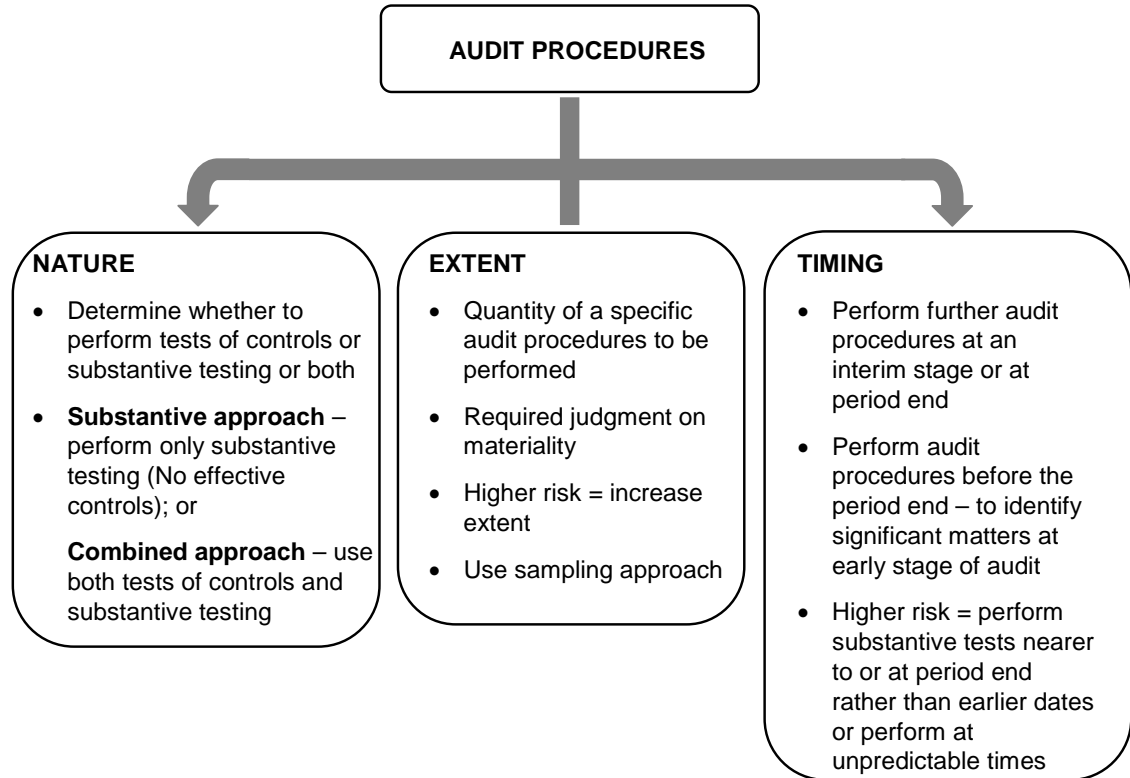 AUDIT PROCEDURES
NATURE
• Determine whether to
perform tests of controls or
substantive testing or both
• Substantive approach –
perform only substantive
testing (No effective
controls); or
Combined approach – use
both tests of controls and
substantive testing
EXTENT
• Quantity of a specific
audit procedures to be
performed
• Required judgment on
materiality
• Higher risk = increase
extent
• Use sampling approach
TIMING
• Perform further audit
procedures at an
interim stage or at
period end
• Perform audit
procedures before the
period end – to identify
significant matters at
early stage of audit
• Higher risk = perform
substantive tests nearer
to or at period end
rather than earlier dates
or perform at
unpredictable times